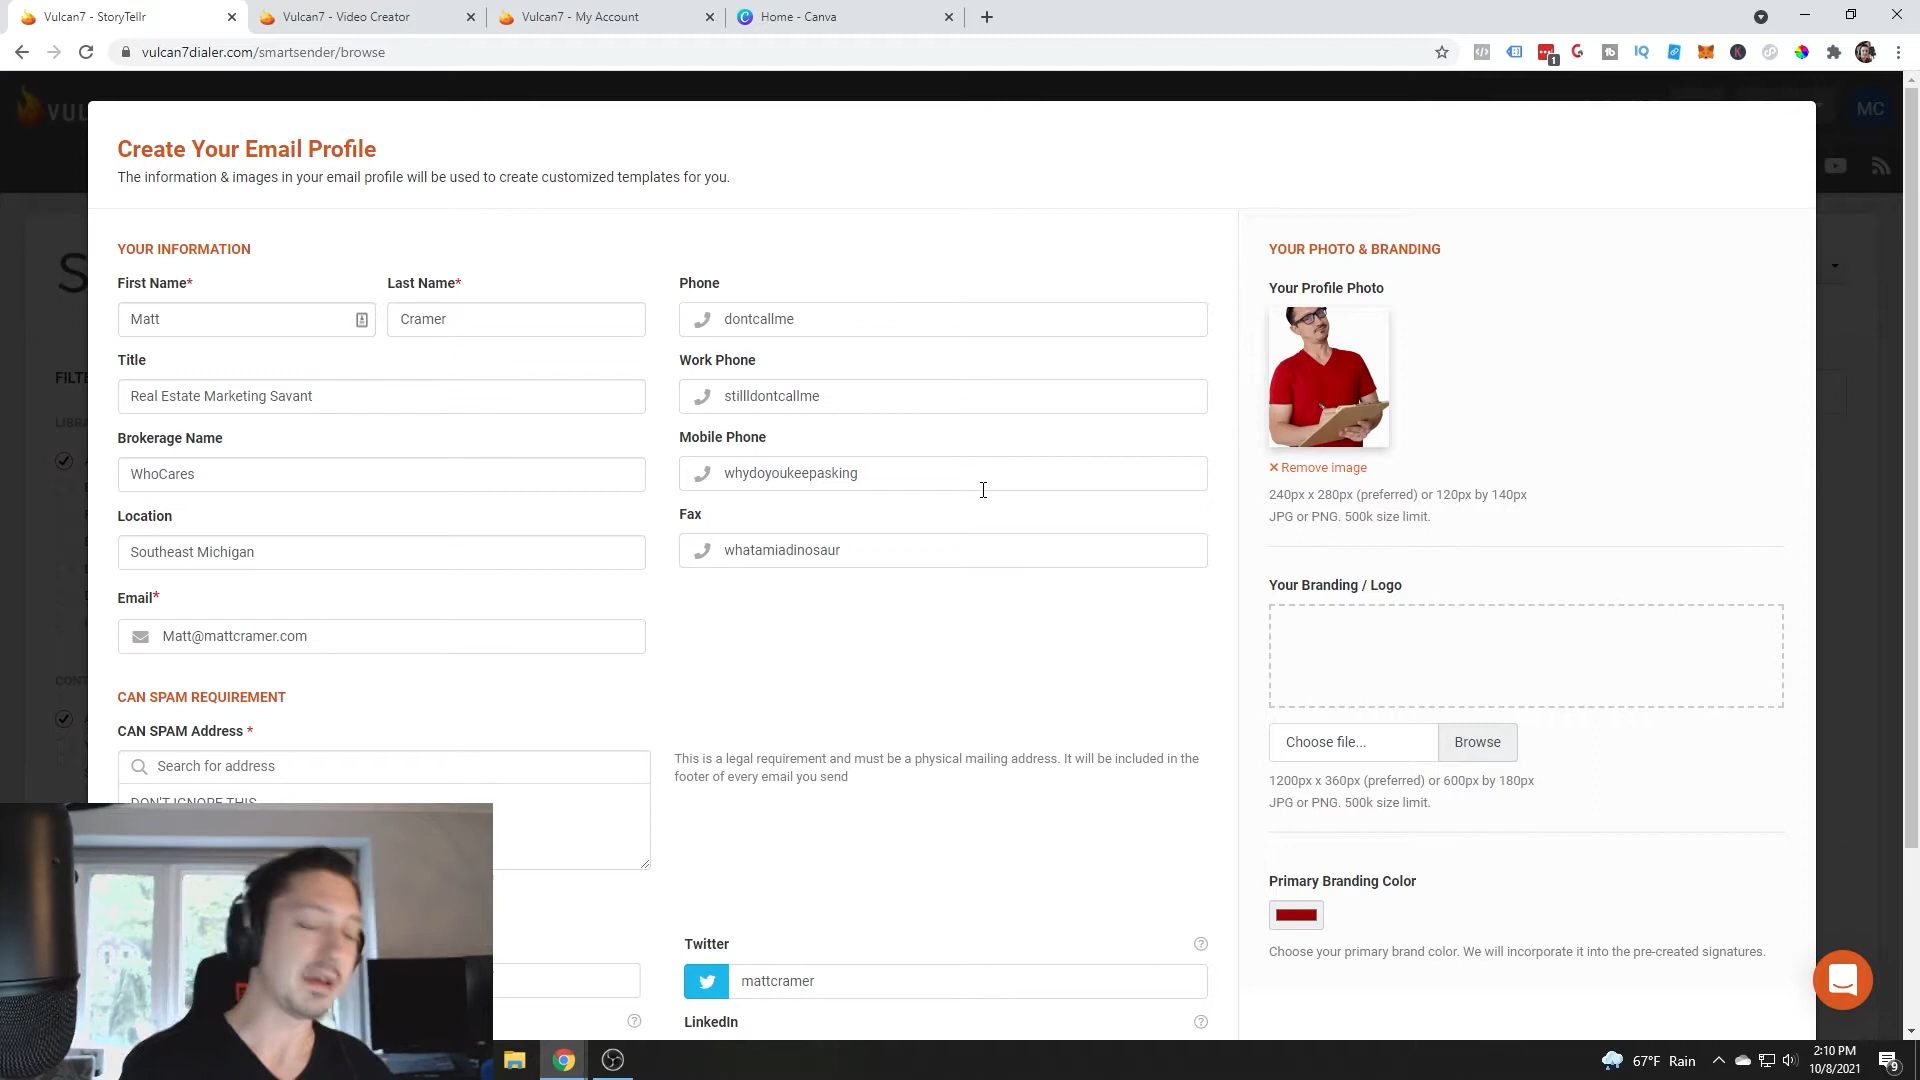 Vulcan7 - StoryTellr
Vulcan7 - Video Creator
Vulcan7 - My Account
Home - Canva
vulcan7dialer.com/smartsender/browse
1
VUL
MC
Create Your Email Profile
The information & images in your email profile will be used to create customized templates for you.
YOUR INFORMATION
First Name*
Last Name*
Phone
Matt
Cramer
dontcallme
Title
Work Phone
Real Estate Marketing Savant
stillldontcallme
Brokerage Name
Mobile Phone
WhoCares
whydoyoukeepasking
Location
Fax
Southeast Michigan
whatamiadinosaur
Email*
Matt@mattcramer.com
CAN SPAM REQUIREMENT
CAN SPAM Address *
Search for address
This is a legal requirement and must be a physical mailing address. It will be included in the
footer of every email you send
DON'T IGNORE THIS
Twitter
mattcramer
LinkedIn
YOUR PHOTO & BRANDING
Your Profile Photo
Remove image
240px x 280px (preferred) or 120px by 140px
JPG or PNG. 500k size limit.
Your Branding / Logo
Choose file...
Browse
1200px x 360px (preferred) or 600px by 180px
JPG or PNG. 500k size limit.
Primary Branding Color
Choose your primary brand color. We will incorporate it into the pre-created signatures.
67°F Rain
2:10 PM
10/8/2021
9